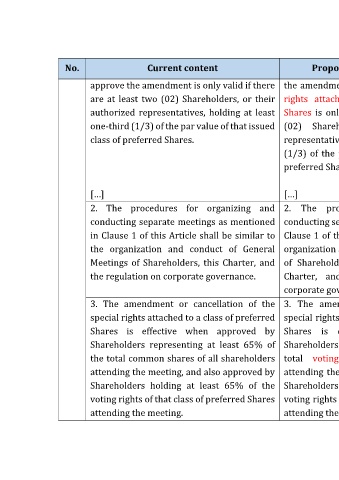 No.
Current content
Propo
approve the amendment is only valid if there
are at least two (02) Shareholders, or their
authorized representatives, holding at least
one-third (1/3) of the par value of that issued
class of preferred Shares.
[…]
2. The procedures for organizing and
conducting separate meetings as mentioned
in Clause 1 of this Article shall be similar to
the organization and conduct of General
Meetings of Shareholders, this Charter, and
the regulation on corporate governance.
3. The amendment or cancellation of the
special rights attached to a class of preferred
Shares is effective when approved by
Shareholders representing at least 65% of
the total common shares of all shareholders
attending the meeting, and also approved by
Shareholders holding at least 65% of the
voting rights of that class of preferred Shares
attending the meeting.
the amendme
rights attach
Shares is onl
(02) Shareh
representativ
(1/3) of the
preferred Sha
[…]
2. The pro
conducting se
Clause 1 of th
organization
of Sharehold
Charter, and
corporate gov
3. The amen
special rights
Shares is
Shareholders
total voting
attending the
Shareholders
voting rights
attending the